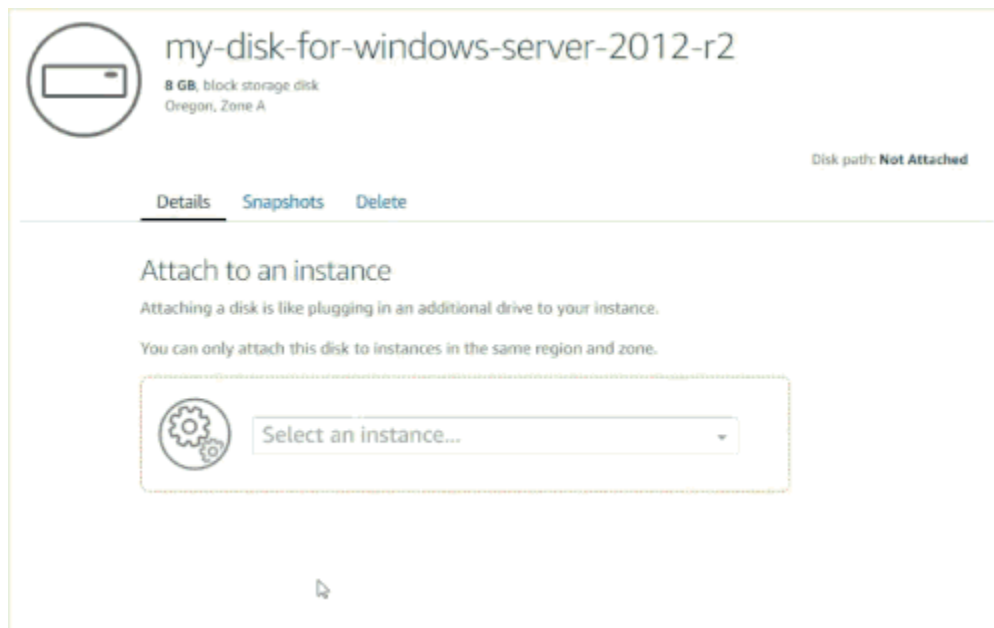 my-disk-for-windows-server-2012-r2
8 GB, block storage disk
Oregon, Zone A
Disk path: Not Attached
Details Snapshots Delete
Attach to an instance
Attaching a disk is like plugging in an additional drive to your instance.
You can only attach this disk to instances in the same region and zone.
Select an instance...